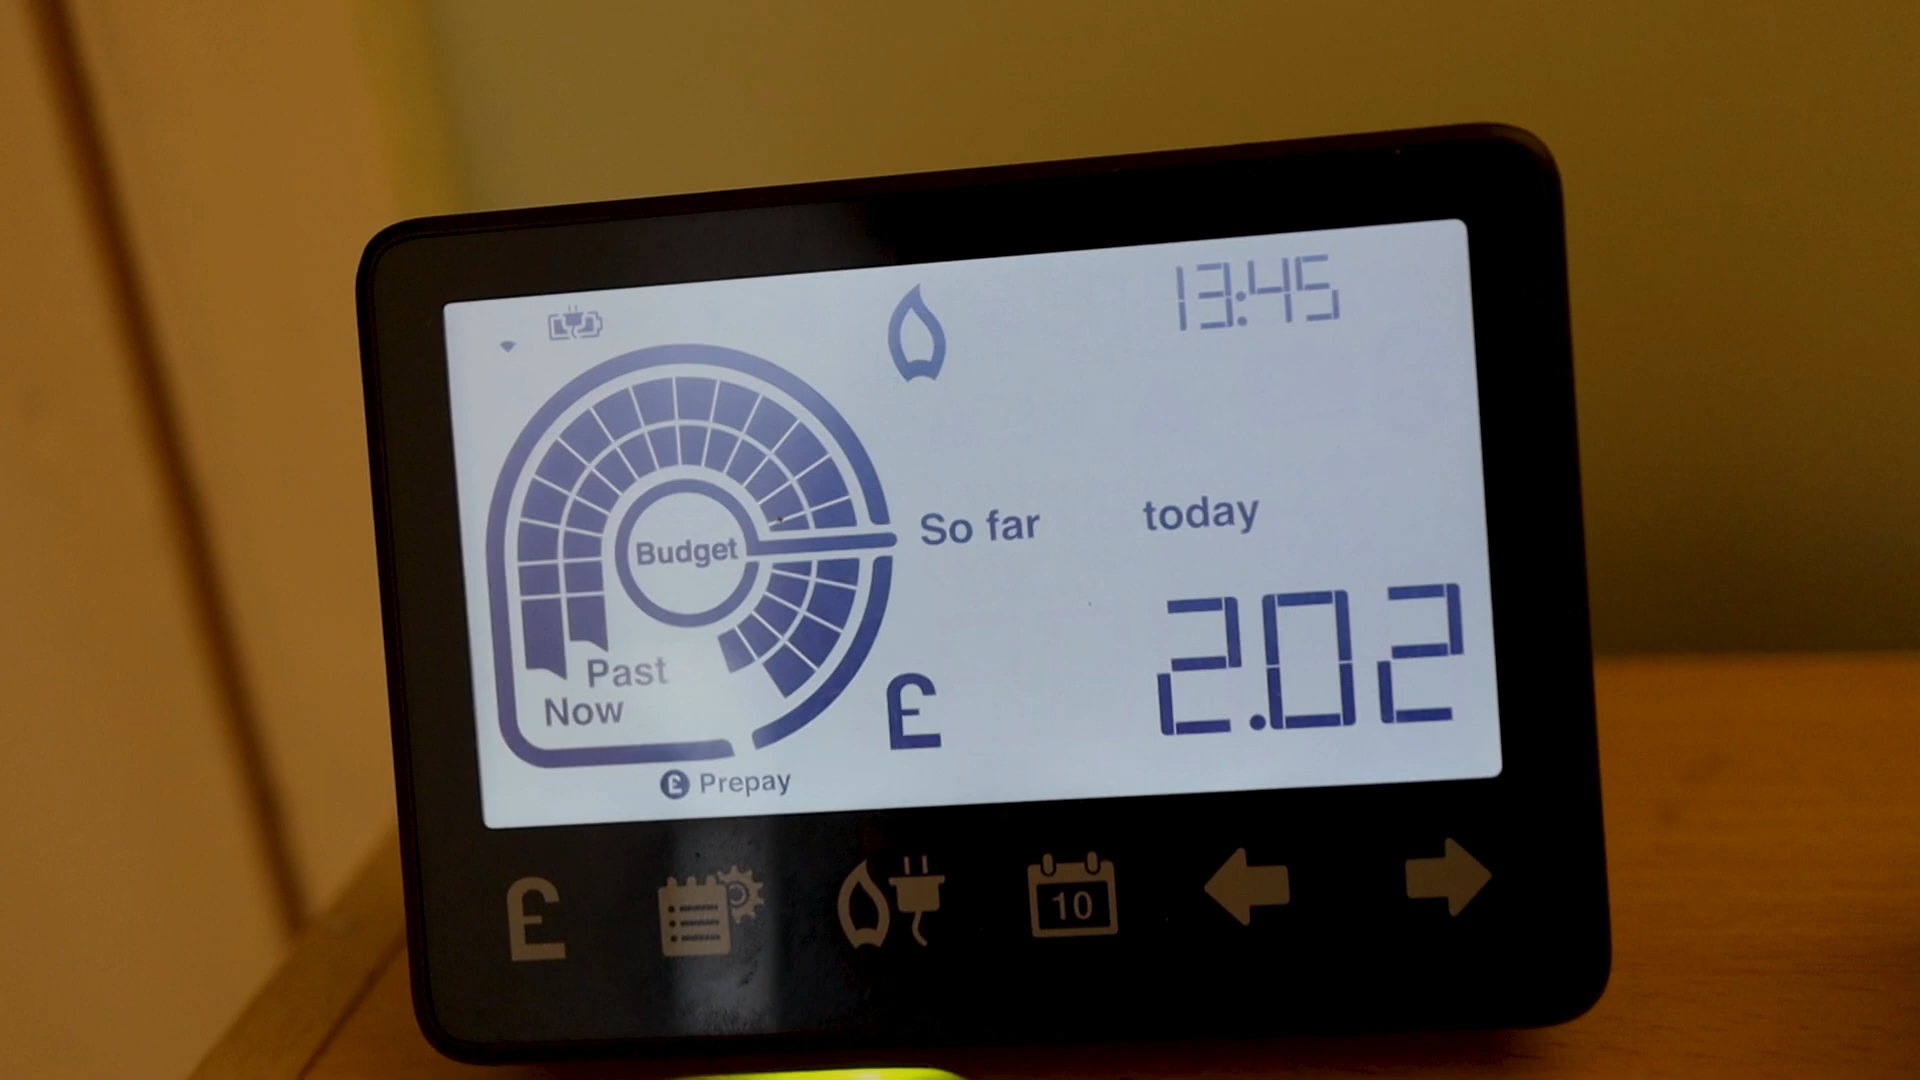 13:45
Budget
So far today
Past
Now
£ 2.02
£ Prepay
£
10